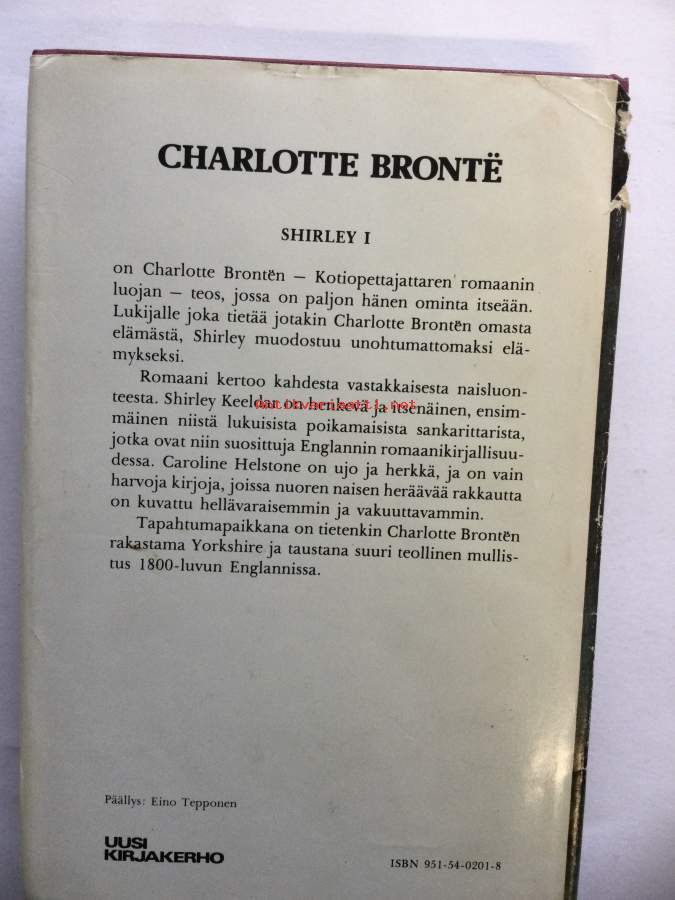 CHARLOTTE BRONTË
SHIRLEY I
on Charlotte Brontën — Kotiopettajattaren romaanin
luojan — teos, jossa on paljon hänen ominta itseään.
Lukijalle joka tietää jotakin Charlotte Brontën omasta
elämästä, Shirley muodostuu unohtumattomaksi elä-
mykseksi.
Romaani kertoo kahdesta vastakkaisesta naisluon-
teesta. Shirley Keeldar on henkevä ja itsenäinen, ensim-
antikvariaatti.net
mäinen niistä lukuisista poikamaisista sankarittarista,
jotka ovat niin suosittuja Englannin romaanikirjallisuu-
dessa. Caroline Helstone on ujo ja herkkä, ja on vain
harvoja kirjoja, joissa nuoren naisen heräävää rakkautta
on kuvattu hellävaraisemmin ja vakuuttavammin.
Tapahtumapaikkana on tietenkin Charlotte Brontën
rakastama Yorkshire ja taustana suuri teollinen mullis-
tus 1800-luvun Englannissa.
Päällys: Eino Tepponen
UUSI
KIRJAKERHO
ISBN 951-54-0201-8